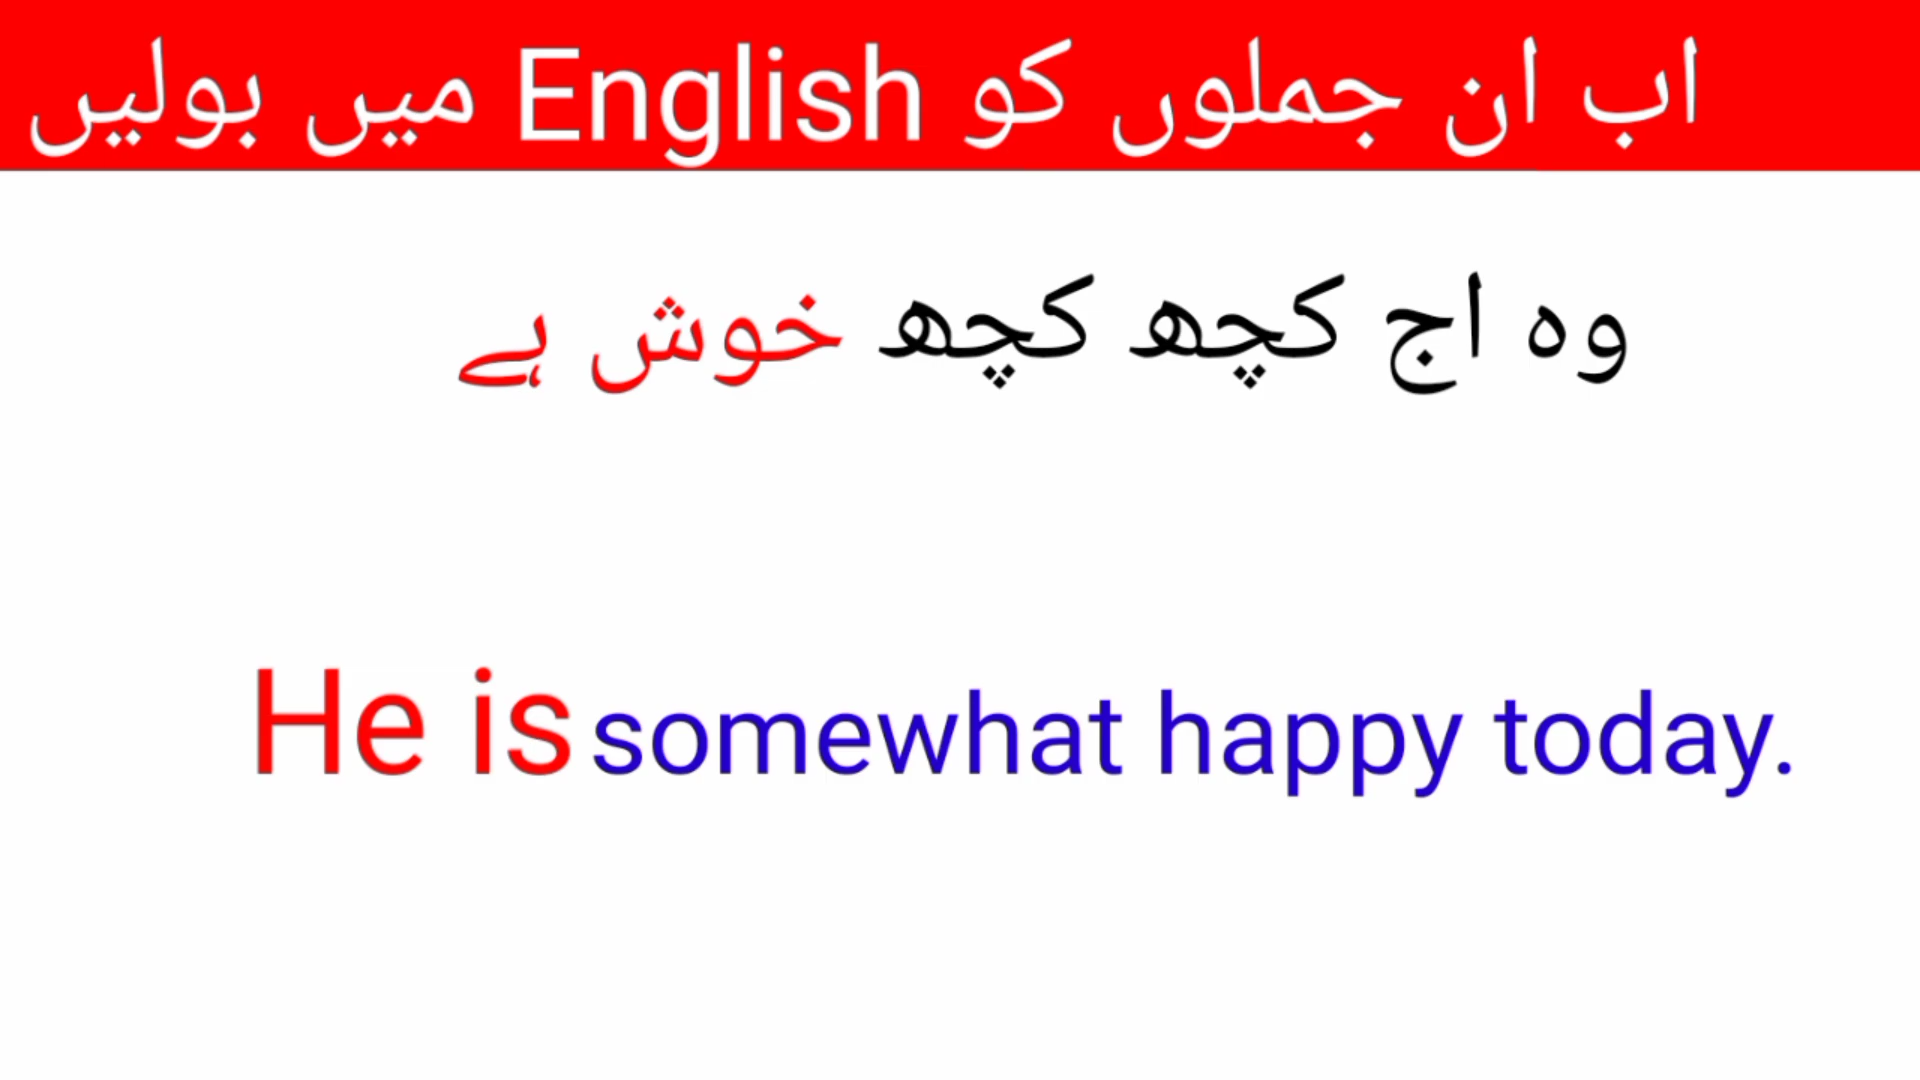 اب ان جملوں کو English میں بولیں
وہ اج کچھ کچھ خوش ہے
He is somewhat happy today.